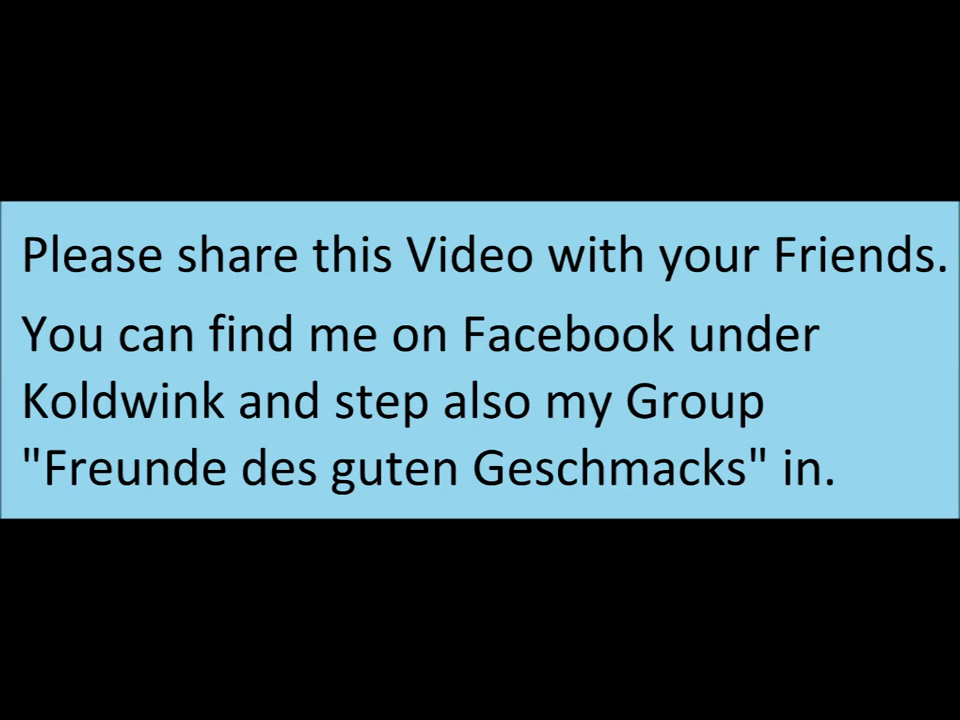 Please share this Video with your Friends.
You can find me on Facebook under
Koldwink and step also my Group
"Freunde des guten Geschmacks" in.